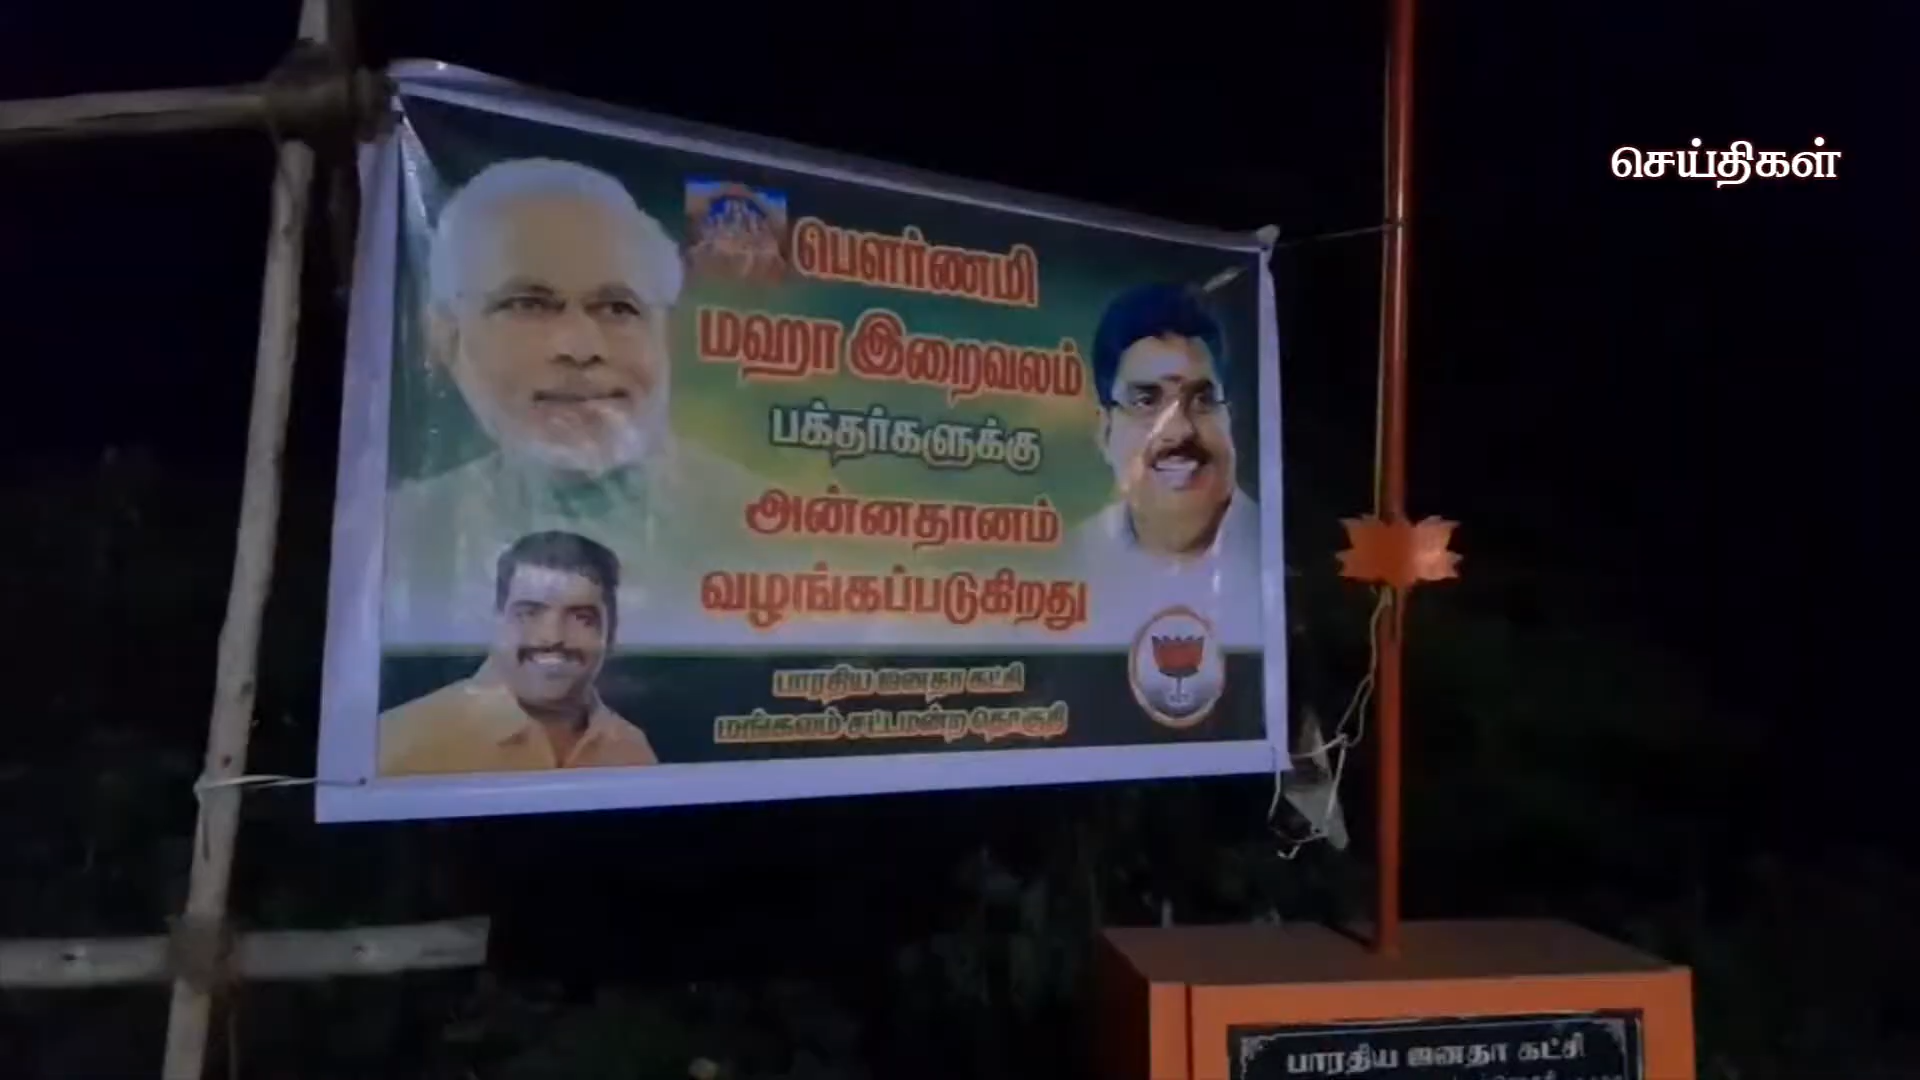 செய்திகள்
பௌர்ணமி
மஹா இறைவலம்
பக்தர்களுக்கு
அன்னதானம்
வழங்கப்படுகிறது
பாரதிய ஜனதா கட்சி
மங்கலம் சட்டமன்ற தொகுதி
பாரதிய ஜனதா கட்சி